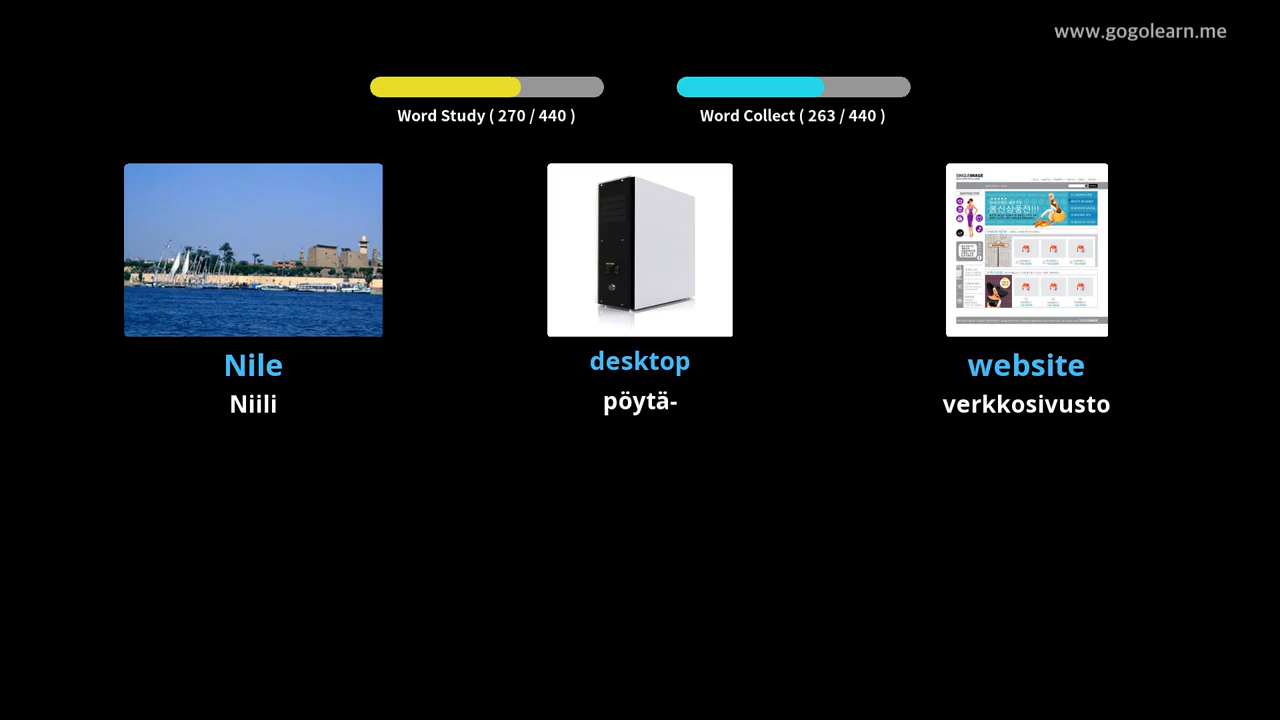 www.gogolearn.me
Word Study ( 270 / 440 )
Word Collect ( 263 / 440 )
Nile
desktop
website
Niili
pöytä-
verkkosivusto